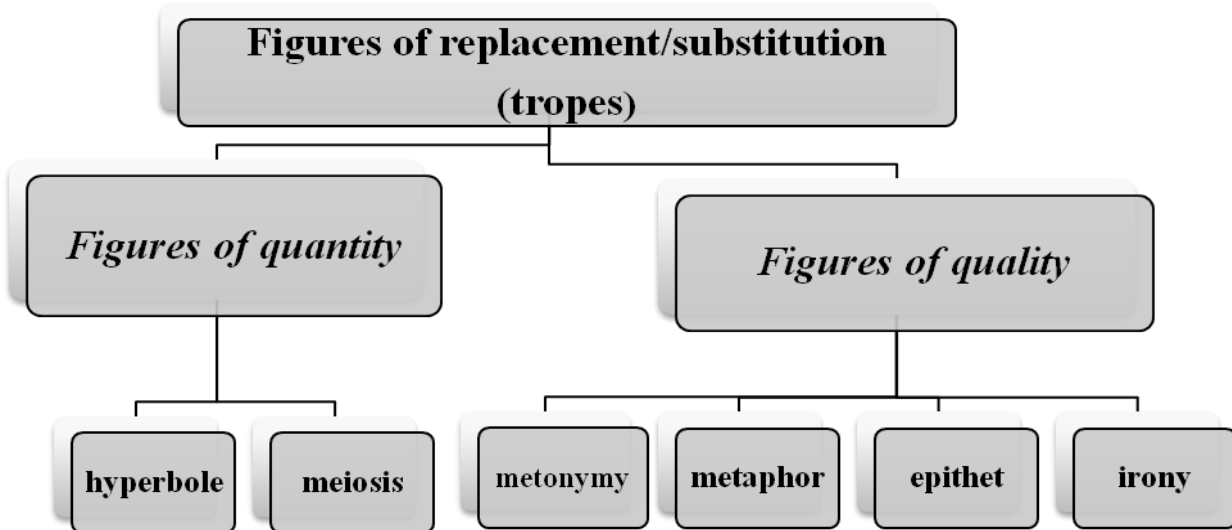 Figures of replacement/substitution
(tropes)
Figures of quantity
Figures of quality
hyperbole
meiosis
metonymy
metaphor
epithet
irony